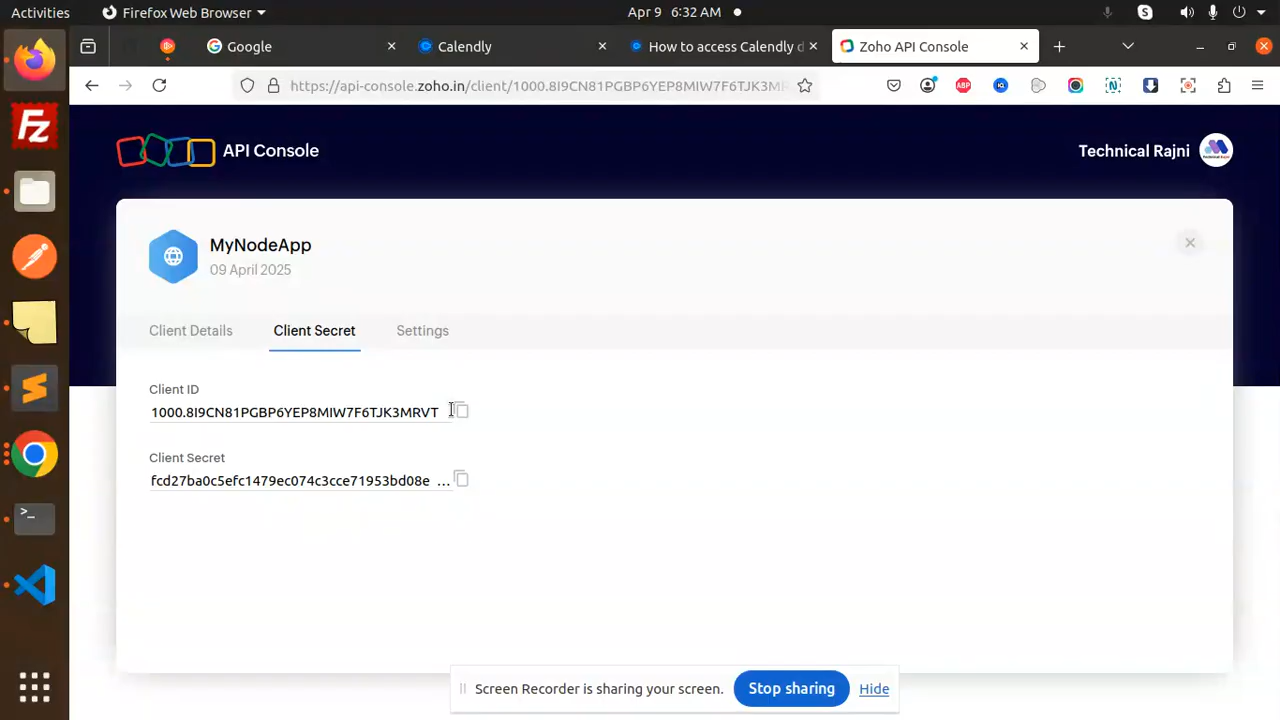 Activities
Firefox Web Browser
Apr 9 6:32 AM
Google
Calendly
How to access Calendly d
Zoho API Console
https://api-console.zoho.in/client/1000.8I9CN81PGBP6YEP8MIW7F6TJK3MR
API Console
Technical Rajni
MyNodeApp
09 April 2025
Client Details
Client Secret
Settings
Client ID
1000.8I9CN81PGBP6YEP8MIW7F6TJK3MRVT
Client Secret
fcd27ba0c5efc1479ec074c3cce71953bd08e ...
Screen Recorder is sharing your screen.
Stop sharing
Hide